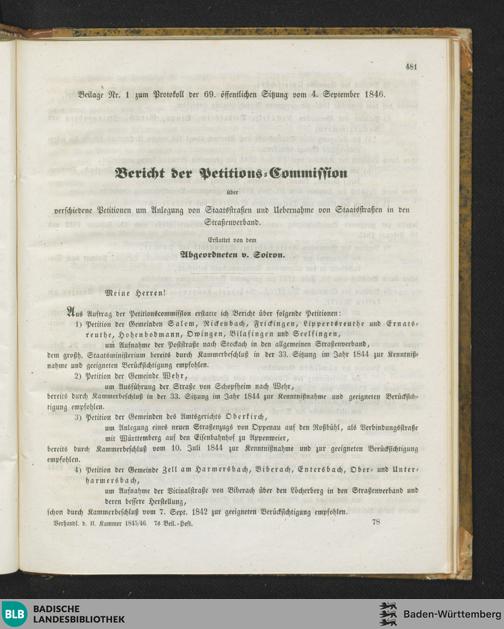 481
Beilage Nr. 1 zum Protokoll der 69. öffentlichen Sitzung vom 4. September 1846.
Bericht der Petitions-Commission
über
verschiedene Petitionen um Anlegung von Staatsstraßen und Uebernahme von Staatsstraßen in den
Straßenverband.
Erstattet von dem
Abgeordneten v. Soiron.
Meine Herren!
Aus Auftrag der Petitionscommission erstatte ich Bericht über folgende Petitionen:
1) Petition der Gemeinden Salem, Rickenbach, Frickingen, Lippertsreuthe und Ernats-
reuthe, Hohenbodmann, Owingen, Billafingen und Seelfingen,
um Aufnahme der Poststraße nach Stockach in den allgemeinen Straßenverband,
dem großh. Staatsministerium bereits durch Kammerbeschluß in der 33. Sitzung im Jahr 1844 zur Kenntniß-
nahme und geeigneten Berücksichtigung empfohlen.
2) Petition der Gemeinde Wehr,
um Ausführung der Straße von Schopfheim nach Wehr,
bereits durch Kammerbeschluß in der 33. Sitzung im Jahr 1844 zur Kenntnißnahme und geeigneten Berücksich-
tigung empfohlen.
3) Petition der Gemeinden des Amtsgerichts Oberkirch,
um Anlegung eines neuen Straßenzugs von Oppenau auf den Roßbühl, als Verbindungsstraße
mit Württemberg auf den Eisenbahnhof zu Appenweier,
bereits durch Kammerbeschluß vom 10. Juli 1844 zur Kenntnißnahme und zur geeigneten Berücksichtigung
empfohlen.
4) Petition der Gemeinde Zell am Harmersbach, Biberach, Entersbach, Ober- und Unter-
harmersbach,
um Aufnahme der Vicinalstraße von Biberach über den Löcherberg in den Straßenverband und
deren bessere Herstellung,
schon durch Kammerbeschluß vom 7. Sept. 1842 zur geeigneten Berücksichtigung empfohlen.
Verhandl. d. II. Kammer 1845/46. 7s Beil.-Heft. 78
BLB BADISCHE
LANDESBIBLIOTHEK
Baden-Württemberg